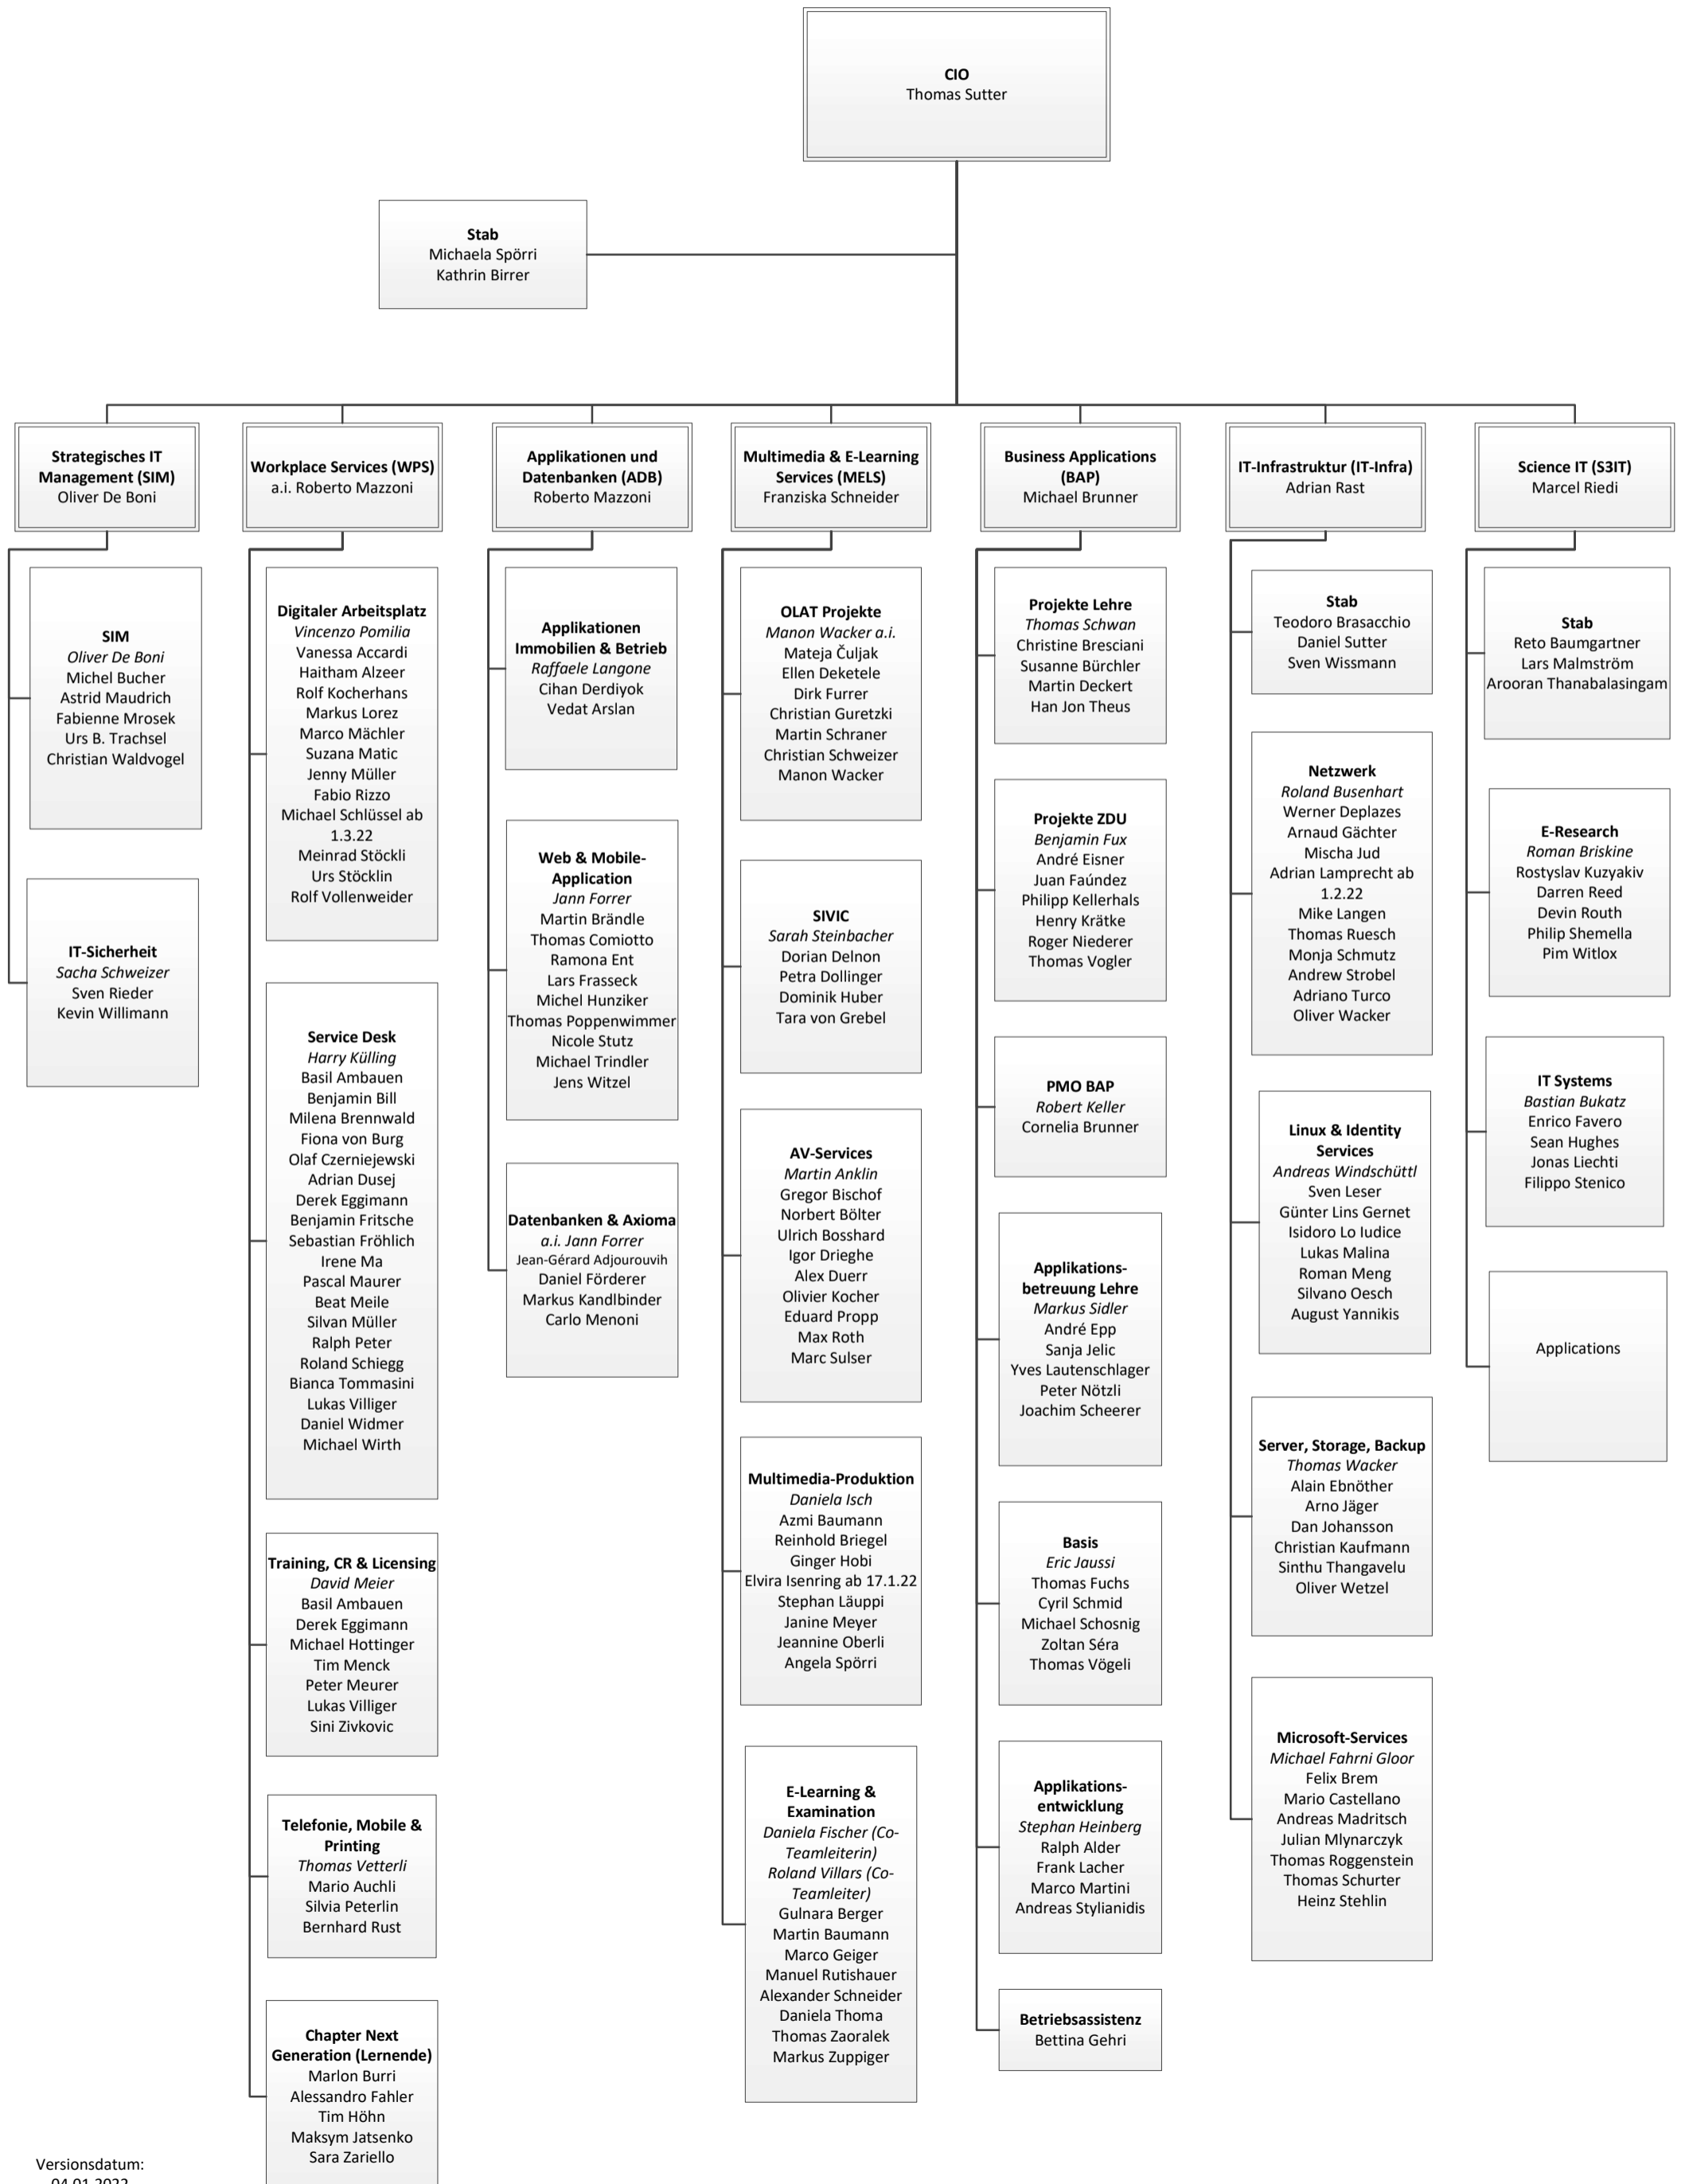 CIO
Thomas Sutter
Stab
Michaela Spörri
Kathrin Birrer
Strategisches IT
Management (SIM)
Oliver De Boni
Workplace Services (WPS)
a.i. Roberto Mazzoni
Applikationen und
Datenbanken (ADB)
Roberto Mazzoni
Multimedia & E-Learning
Services (MELS)
Franziska Schneider
Business Applications
(BAP)
Michael Brunner
IT-Infrastruktur (IT-Infra)
Adrian Rast
Science IT (S3IT)
Marcel Riedi
SIM
Oliver De Boni
Michel Bucher
Astrid Maudrich
Fabienne Mrosek
Urs B. Trachsel
Christian Waldvogel
IT-Sicherheit
Sacha Schweizer
Sven Rieder
Kevin Willimann
Digitaler Arbeitsplatz
Vincenzo Pomilia
Vanessa Accardi
Haitham Alzeer
Rolf Kocherhans
Markus Lorez
Marco Mächler
Suzana Matic
Jenny Müller
Fabio Rizzo
Michael Schlüssel ab
1.3.22
Meinrad Stöckli
Urs Stöcklin
Rolf Vollenweider
Service Desk
Harry Külling
Basil Ambauen
Benjamin Bill
Milena Brennwald
Fiona von Burg
Olaf Czerniejewski
Adrian Dusej
Derek Eggimann
Benjamin Fritsche
Sebastian Fröhlich
Irene Ma
Pascal Maurer
Beat Meile
Silvan Müller
Ralph Peter
Roland Schiegg
Bianca Tommasini
Lukas Villiger
Daniel Widmer
Michael Wirth
Training, CR & Licensing
David Meier
Basil Ambauen
Derek Eggimann
Michael Hottinger
Tim Menck
Peter Meurer
Lukas Villiger
Sini Zivkovic
Telefonie, Mobile &
Printing
Thomas Vetterli
Mario Auchli
Silvia Peterlin
Bernhard Rust
Chapter Next
Generation (Lernende)
Marlon Burri
Alessandro Fahler
Tim Höhn
Maksym Jatsenko
Sara Zariello
Applikationen
Immobilien & Betrieb
Raffaele Langone
Cihan Derdiyok
Vedat Arslan
Web & Mobile-
Application
Jann Forrer
Martin Brändle
Thomas Comiotto
Ramona Ent
Lars Frasseck
Michel Hunziker
Thomas Poppenwimmer
Nicole Stutz
Michael Trindler
Jens Witzel
Datenbanken & Axioma
a.i. Jann Forrer
Jean-Gérard Adjourouvih
Daniel Förderer
Markus Kandlbinder
Carlo Menoni
OLAT Projekte
Manon Wacker a.i.
Mateja Čuljak
Ellen Deketele
Dirk Furrer
Christian Guretzki
Martin Schraner
Christian Schweizer
Manon Wacker
SIVIC
Sarah Steinbacher
Dorian Delnon
Petra Dollinger
Dominik Huber
Tara von Grebel
AV-Services
Martin Anklin
Gregor Bischof
Norbert Bölter
Ulrich Bosshard
Igor Drieghe
Alex Duerr
Olivier Kocher
Eduard Propp
Max Roth
Marc Sulser
Multimedia-Produktion
Daniela Isch
Azmi Baumann
Reinhold Briegel
Ginger Hobi
Elvira Isenring ab 17.1.22
Stephan Läuppi
Janine Meyer
Jeannine Oberli
Angela Spörri
E-Learning &
Examination
Daniela Fischer (Co-
Teamleiterin)
Roland Villars (Co-
Teamleiter)
Gulnara Berger
Martin Baumann
Marco Geiger
Manuel Rutishauser
Alexander Schneider
Daniela Thoma
Thomas Zaoralek
Markus Zuppiger
Projekte Lehre
Thomas Schwan
Christine Bresciani
Susanne Bürchler
Martin Deckert
Han Jon Theus
Projekte ZDU
Benjamin Fux
André Eisner
Juan Faúndez
Philipp Kellerhals
Henry Krätke
Roger Niederer
Thomas Vogler
PMO BAP
Robert Keller
Cornelia Brunner
Applikations-
betreuung Lehre
Markus Sidler
André Epp
Sanja Jelic
Yves Lautenschlager
Peter Nötzli
Joachim Scheerer
Basis
Eric Jaussi
Thomas Fuchs
Cyril Schmid
Michael Schosnig
Zoltan Séra
Thomas Vögeli
Applikations-
entwicklung
Stephan Heinberg
Ralph Alder
Frank Lacher
Marco Martini
Andreas Stylianidis
Betriebsassistenz
Bettina Gehri
Stab
Teodoro Brasacchio
Daniel Sutter
Sven Wissmann
Netzwerk
Roland Busenhart
Werner Deplazes
Arnaud Gächter
Mischa Jud
Adrian Lamprecht ab
1.2.22
Mike Langen
Thomas Ruesch
Monja Schmutz
Andrew Strobel
Adriano Turco
Oliver Wacker
Linux & Identity
Services
Andreas Windschüttl
Sven Leser
Günter Lins Gernet
Isidoro Lo Iudice
Lukas Malina
Roman Meng
Silvano Oesch
August Yannikis
Server, Storage, Backup
Thomas Wacker
Alain Ebnöther
Arno Jäger
Dan Johansson
Christian Kaufmann
Sinthu Thangavelu
Oliver Wetzel
Microsoft-Services
Michael Fahrni Gloor
Felix Brem
Mario Castellano
Andreas Madritsch
Julian Mlynarczyk
Thomas Roggenstein
Thomas Schurter
Heinz Stehlin
Stab
Reto Baumgartner
Lars Malmström
Arooran Thanabalasingam
E-Research
Roman Briskine
Rostyslav Kuzyakiv
Darren Reed
Devin Routh
Philip Shemella
Pim Witlox
IT Systems
Bastian Bukatz
Enrico Favero
Sean Hughes
Jonas Liechti
Filippo Stenico
Applications
Versionsdatum:
04.01.2022